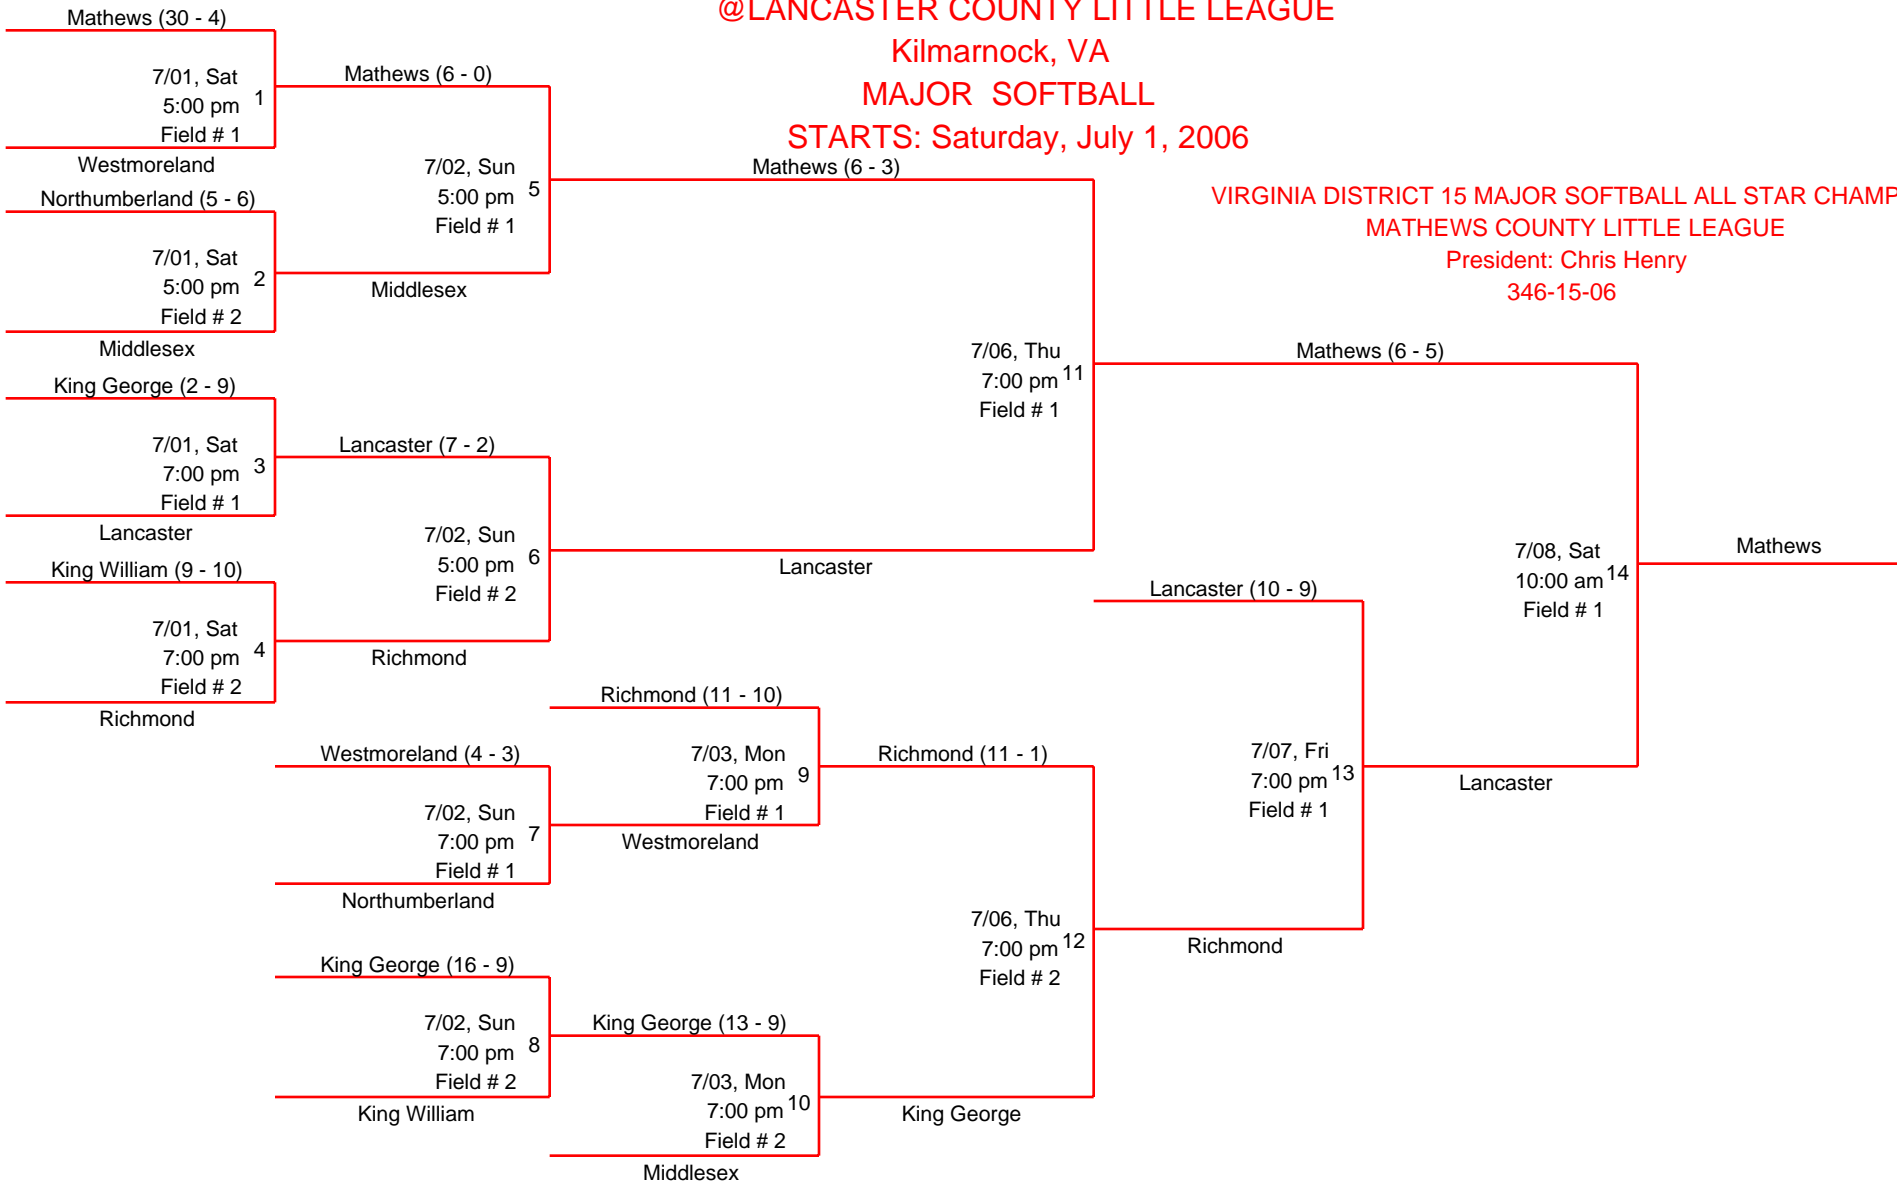 @LANCASTER COUNTY LITTLE LEAGUE
Kilmarnock, VA
MAJOR SOFTBALL
STARTS: Saturday, July 1, 2006
VIRGINIA DISTRICT 15 MAJOR SOFTBALL ALL STAR CHAMP
MATHEWS COUNTY LITTLE LEAGUE
President: Chris Henry
346-15-06
Mathews (30 - 4)
7/01, Sat
5:00 pm 1
Field # 1
Westmoreland
Northumberland (5 - 6)
7/01, Sat
5:00 pm 2
Field # 2
Middlesex
King George (2 - 9)
7/01, Sat
7:00 pm 3
Field # 1
Lancaster
King William (9 - 10)
7/01, Sat
7:00 pm 4
Field # 2
Richmond
Mathews (6 - 0)
7/02, Sun
5:00 pm 5
Field # 1
Middlesex
Lancaster (7 - 2)
7/02, Sun
5:00 pm 6
Field # 2
Richmond
Westmoreland (4 - 3)
7/02, Sun
7:00 pm 7
Field # 1
Northumberland
King George (16 - 9)
7/02, Sun
7:00 pm 8
Field # 2
King William
Richmond (11 - 10)
7/03, Mon
7:00 pm 9
Field # 1
Westmoreland
King George (13 - 9)
7/03, Mon
7:00 pm 10
Field # 2
Middlesex
Mathews (6 - 3)
7/06, Thu
7:00 pm 11
Field # 1
Lancaster
Richmond (11 - 1)
7/06, Thu
7:00 pm 12
Field # 2
King George
Lancaster (10 - 9)
7/07, Fri
7:00 pm 13
Field # 1
Richmond
Mathews (6 - 5)
7/08, Sat
10:00 am 14
Field # 1
Lancaster
Mathews